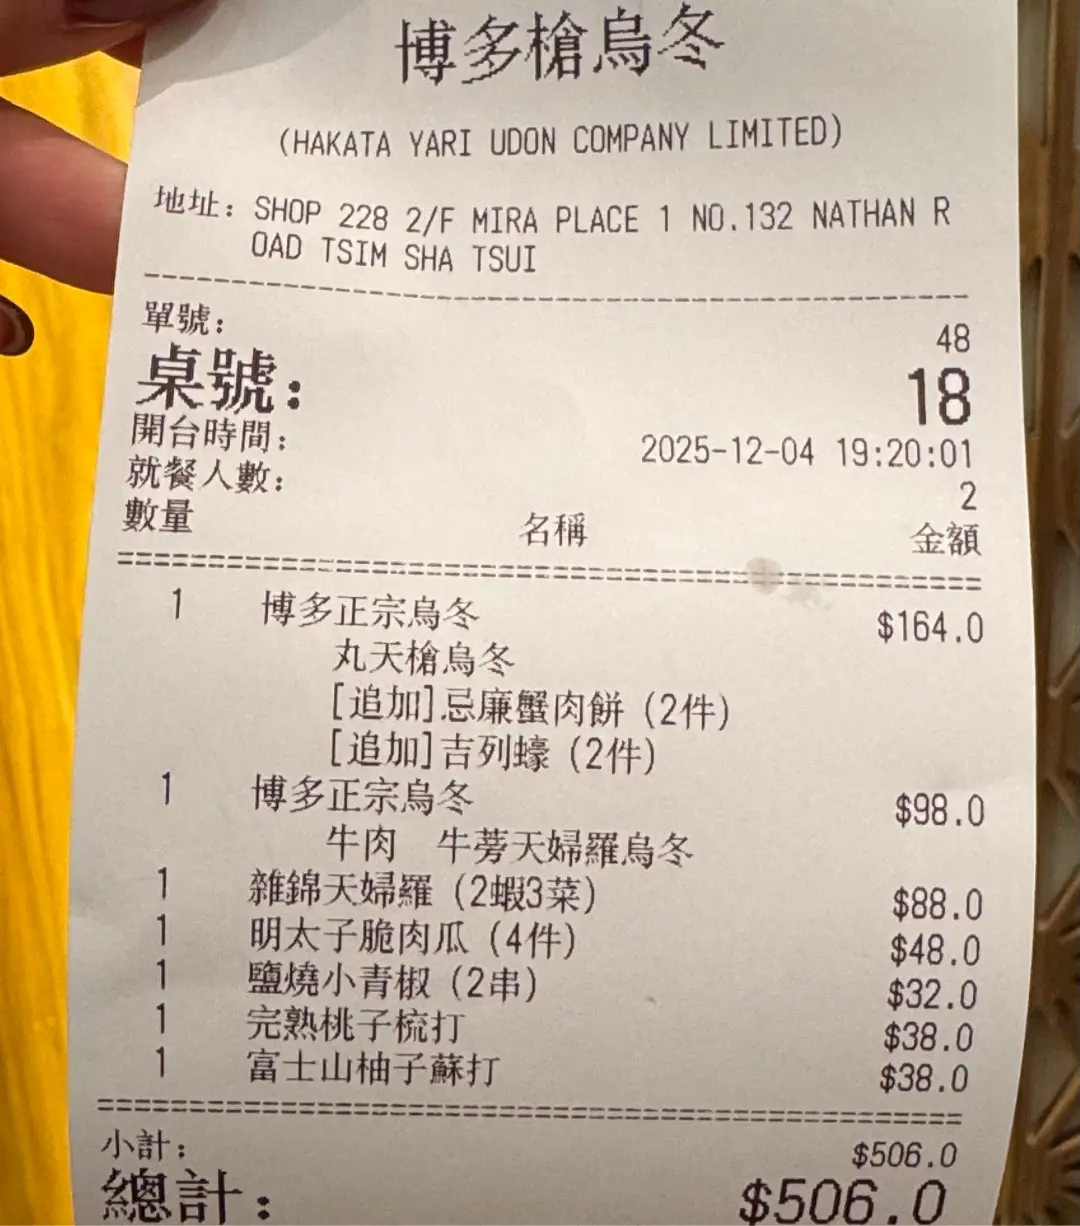 博多槍烏冬
(HAKATA YARI UDON COMPANY LIMITED)
地址: SHOP 228 2/F MIRA PLACE 1 NO.132 NATHAN R
OAD TSIM SHA TSUI
單號: 48
桌號: 18
開台時間: 2025-12-04 19:20:01
就餐人數: 2
數量 名稱 金額
1 博多正宗烏冬 $164.0
丸天槍烏冬
[追加]忌廉蟹肉餅 (2件)
[追加]吉列蠔 (2件)
1 博多正宗烏冬 $98.0
牛肉 牛蒡天婦羅烏冬
1 雜錦天婦羅 (2蝦3菜) $88.0
1 明太子脆肉瓜 (4件) $48.0
1 鹽燒小青椒 (2串) $32.0
1 完熟桃子梳打 $38.0
1 富士山柚子蘇打 $38.0
小計: $506.0
總計: $506.0